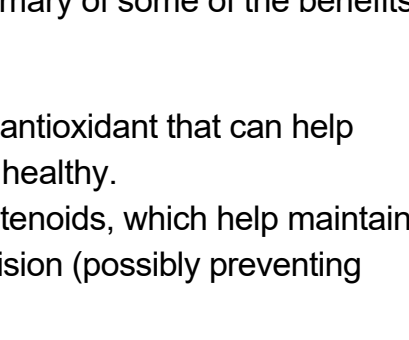 mary of some of the benefits
antioxidant that can help
healthy.
tenoids, which help maintain
ision (possibly preventing